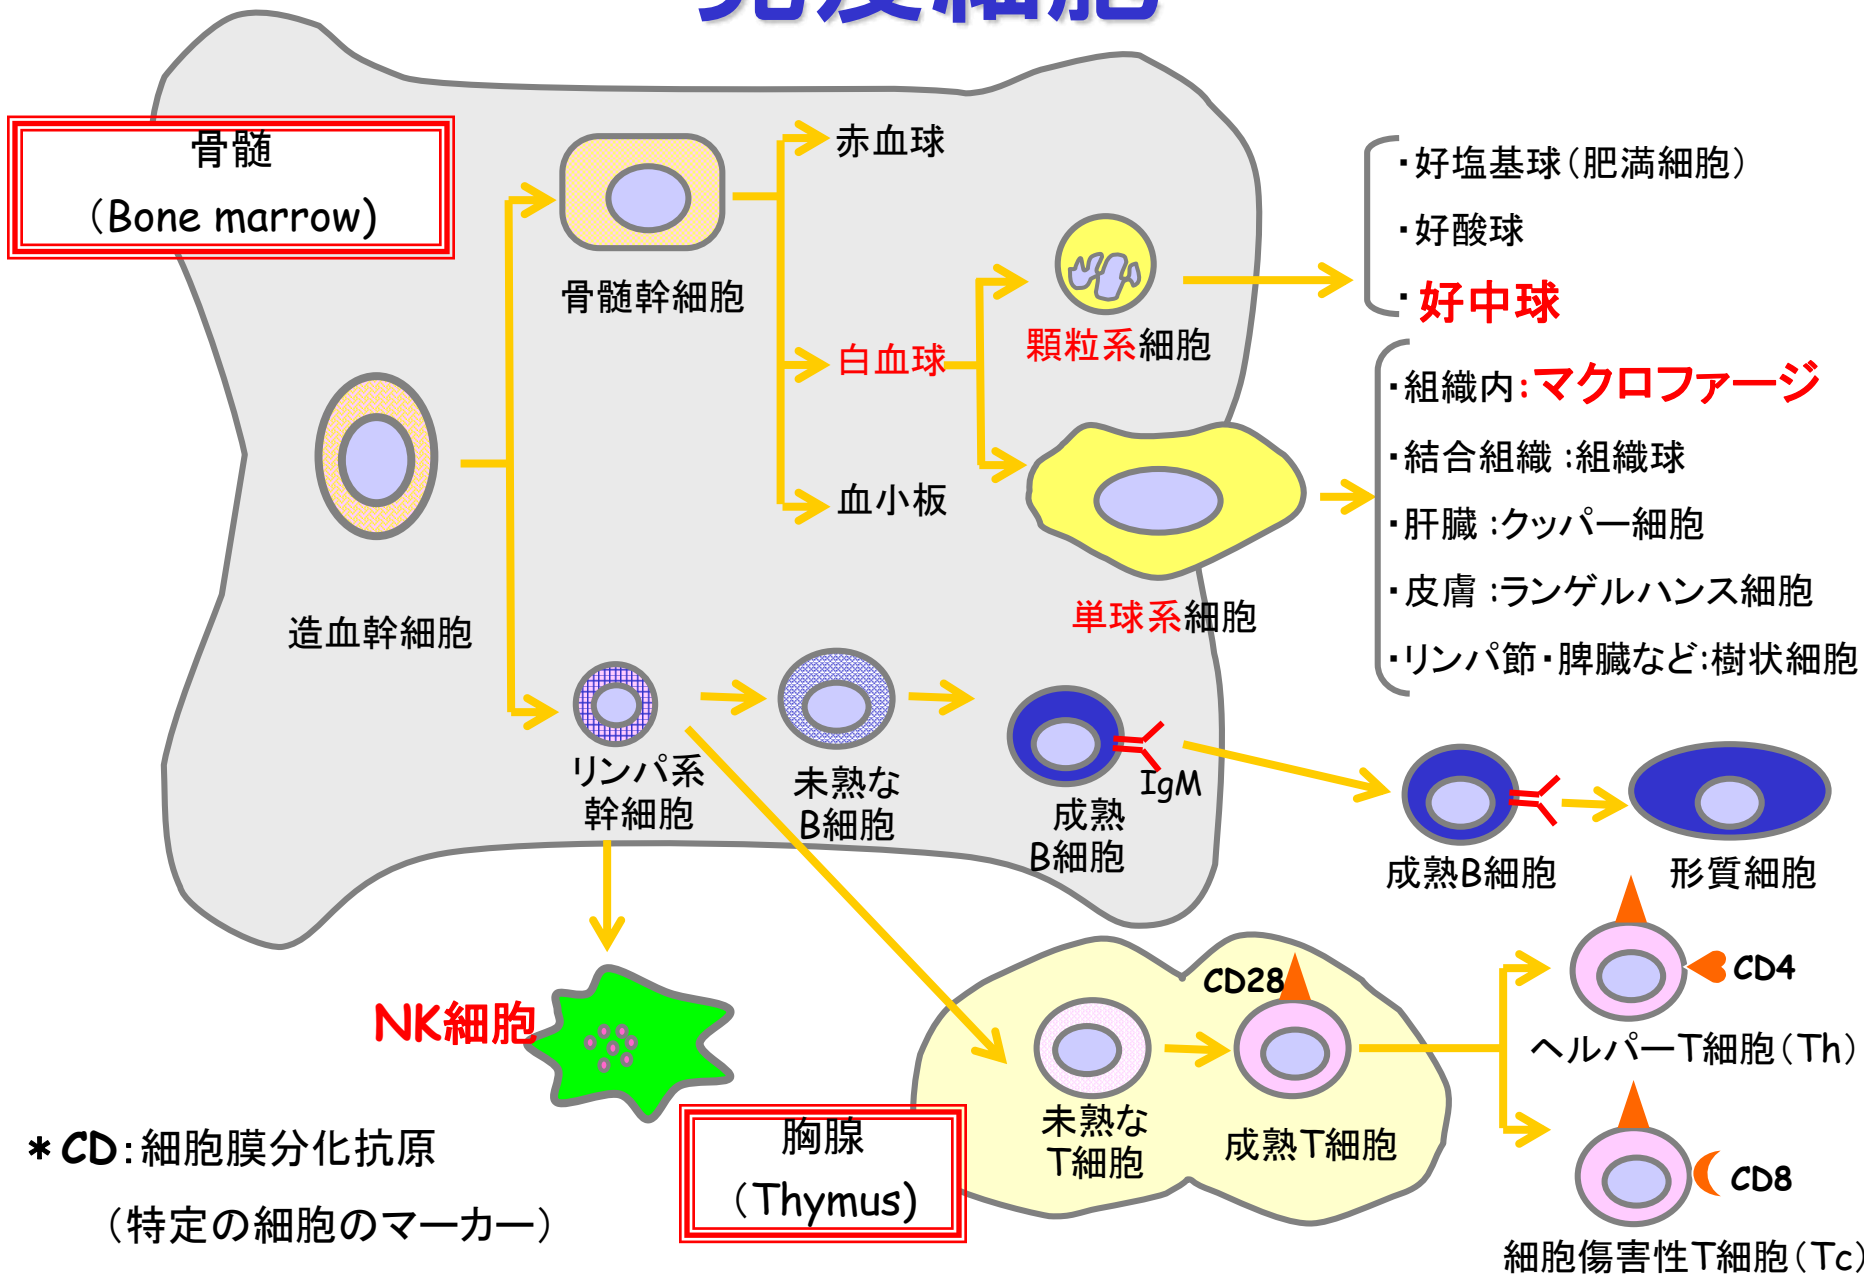 免疫細胞
骨髄
（Bone marrow)
骨髄幹細胞
造血幹細胞
赤血球
白血球
血小板
顆粒系細胞
単球系細胞
・好塩基球（肥満細胞）
・好酸球
・好中球
・組織内：マクロファージ
・結合組織：組織球
・肝臓：クッパー細胞
・皮膚：ランゲルハンス細胞
・リンパ節・脾臓など：樹状細胞
リンパ系
幹細胞
未熟な
B細胞
成熟
B細胞
IgM
成熟B細胞
形質細胞
NK細胞
胸腺
（Thymus)
未熟な
T細胞
CD28
成熟T細胞
CD4
ヘルパーT細胞（Th）
CD8
細胞傷害性T細胞（Tc）
＊CD：細胞膜分化抗原
（特定の細胞のマーカー）